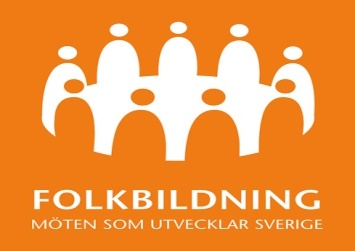 FOLKBILDNING
MÖTEN SOM UTVECKLAR SVERIGE